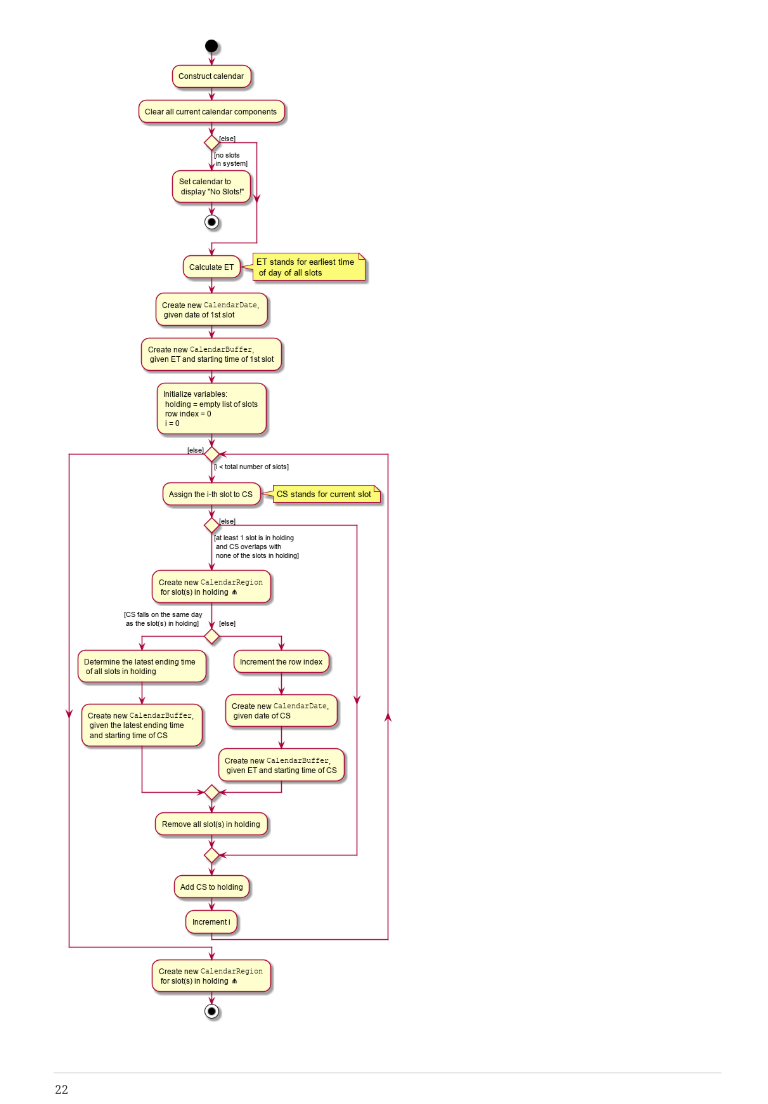 Construct calendar
Clear all current calendar components
[else]
[no slots
in system]
Set calendar to
display "No Slots!"
Calculate ET
ET stands for earliest time
of day of all slots
Create new CalendarDate,
given date of 1st slot
Create new CalendarBuffer,
given ET and starting time of 1st slot
Initialize variables:
holding = empty list of slots
row index = 0
i = 0
[else]
[i < total number of slots]
Assign the i-th slot to CS
CS stands for current slot
[else]
[at least 1 slot is in holding
and CS overlaps with
none of the slots in holding]
Create new CalendarRegion
for slot(s) in holding
[CS falls on the same day
as the slot(s) in holding]
[else]
Determine the latest ending time
of all slots in holding
Create new CalendarBuffer,
given the latest ending time
and starting time of CS
Increment the row index
Create new CalendarDate,
given date of CS
Create new CalendarBuffer,
given ET and starting time of CS
Remove all slot(s) in holding
Add CS to holding
Increment i
Create new CalendarRegion
for slot(s) in holding
22